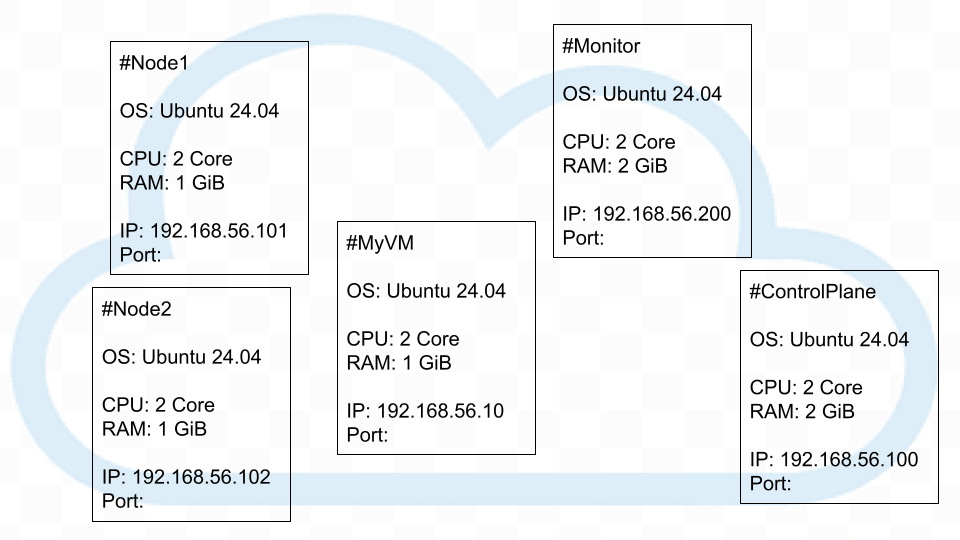 #Node1
OS: Ubuntu 24.04
CPU: 2 Core
RAM: 1 GiB
IP: 192.168.56.101
Port:
#Node2
OS: Ubuntu 24.04
CPU: 2 Core
RAM: 1 GiB
IP: 192.168.56.102
Port:
#MyVM
OS: Ubuntu 24.04
CPU: 2 Core
RAM: 1 GiB
IP: 192.168.56.10
Port:
#Monitor
OS: Ubuntu 24.04
CPU: 2 Core
RAM: 2 GiB
IP: 192.168.56.200
Port:
#ControlPlane
OS: Ubuntu 24.04
CPU: 2 Core
RAM: 2 GiB
IP: 192.168.56.100
Port: